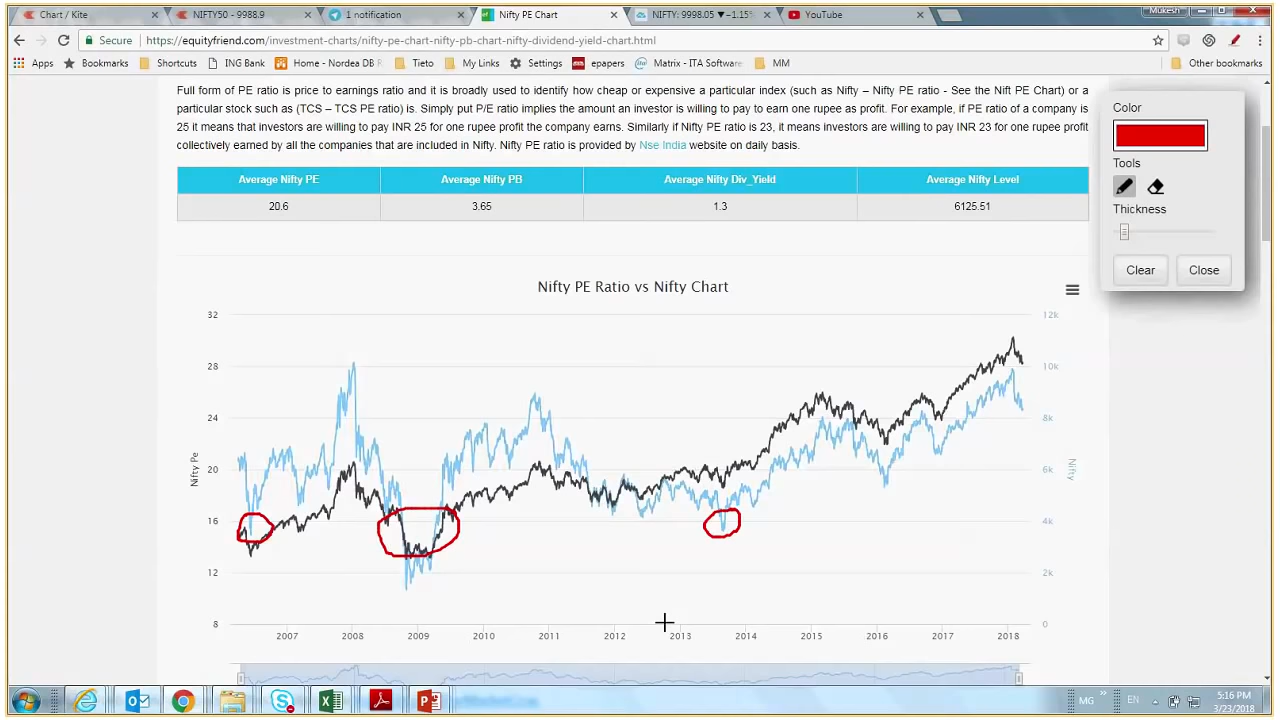 Chart / Kite
NIFTY50 - 9988.9
1 notification
Nifty PE Chart
NIFTY: 9998.05 ▼ -1.15%
YouTube
Mukesh
Secure
https://equityfriend.com/investment-charts/nifty-pe-chart-nifty-pb-chart-nifty-dividend-yield-chart.html
Apps
Bookmarks
Shortcuts
ING Bank
Home - Nordea DB R
Tieto
My Links
Settings
epapers
Matrix - ITA Software
MM
Other bookmarks
Full form of PE ratio is price to earnings ratio and it is broadly used to identify how cheap or expensive a particular index (such as Nifty – Nifty PE ratio - See the Nift PE Chart) or a
particular stock such as (TCS – TCS PE ratio) is. Simply put P/E ratio implies the amount an investor is willing to pay to earn one rupee as profit. For example, if PE ratio of a company is
25 it means that investors are willing to pay INR 25 for one rupee profit the company earns. Similarly if Nifty PE ratio is 23, it means investors are willing to pay INR 23 for one rupee profit
collectively earned by all the companies that are included in Nifty. Nifty PE ratio is provided by Nse India website on daily basis.
Average Nifty PE Average Nifty PB Average Nifty Div_Yield Average Nifty Level
20.6 3.65 1.3 6125.51
Color
Tools
Thickness
Clear Close
Nifty PE Ratio vs Nifty Chart
32 12k
28 10k
24 8k
20 6k
16 4k
12 2k
8 0
Nifty Pe
Nifty
2007 2008 2009 2010 2011 2012 2013 2014 2015 2016 2017 2018
MG
EN
5:16 PM
3/23/2018